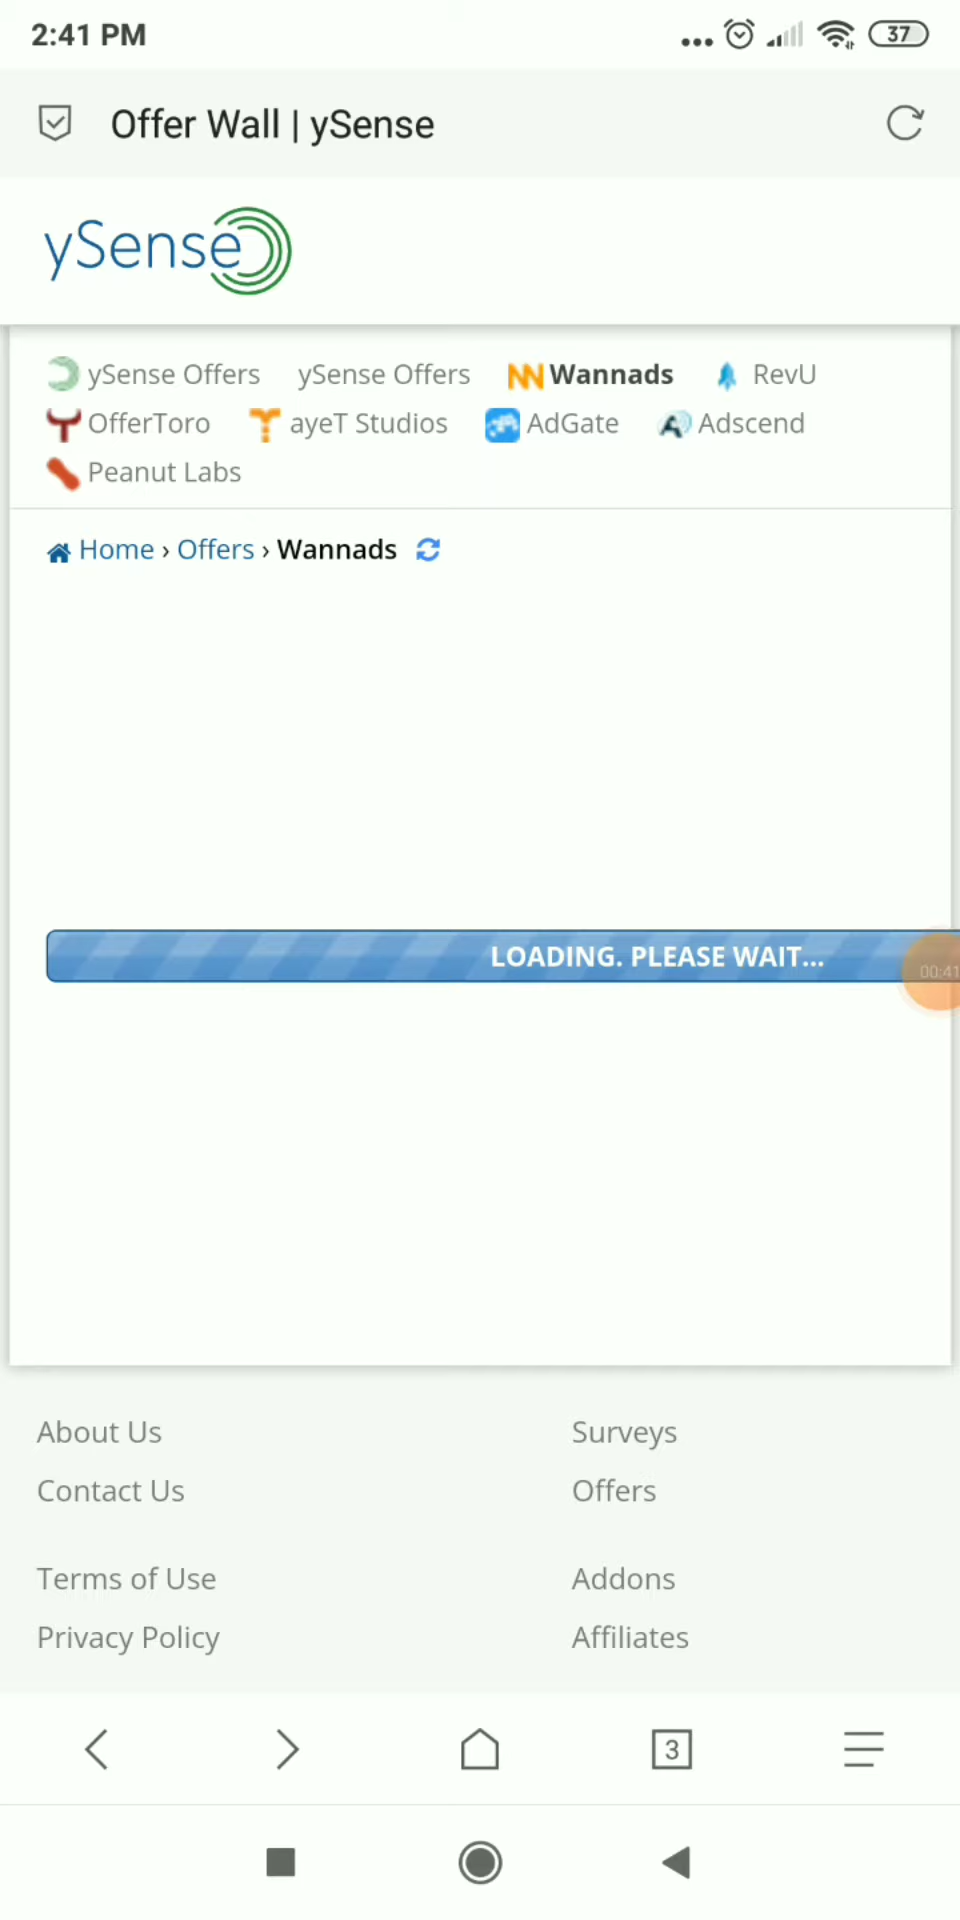 2:41 PM
37
Offer Wall | ySense
ySense
ySense Offers ySense Offers Wannads RevU
OfferToro ayeT Studios AdGate Adscend
Peanut Labs
Home › Offers › Wannads
LOADING. PLEASE WAIT...
00:41
About Us Surveys
Contact Us Offers
Terms of Use Addons
Privacy Policy Affiliates
3